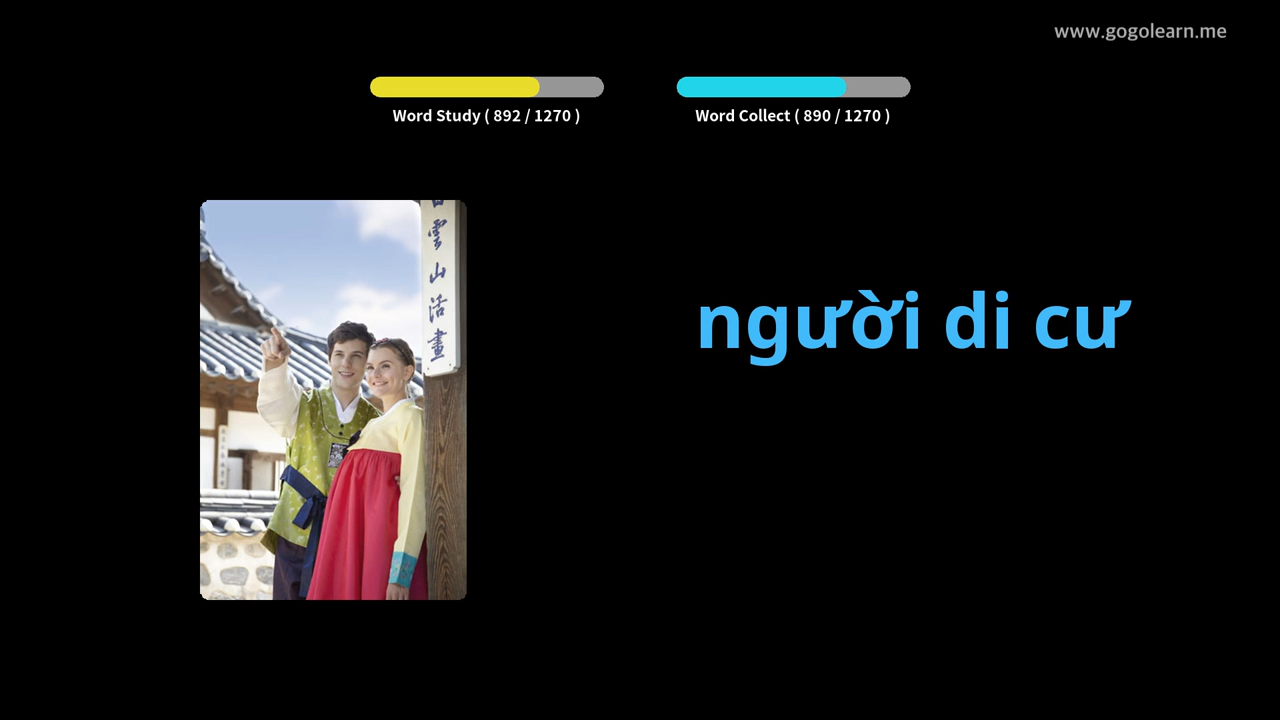 www.gogolearn.me
Word Study ( 892 / 1270 )
Word Collect ( 890 / 1270 )
雲
山
活
畫
người di cư